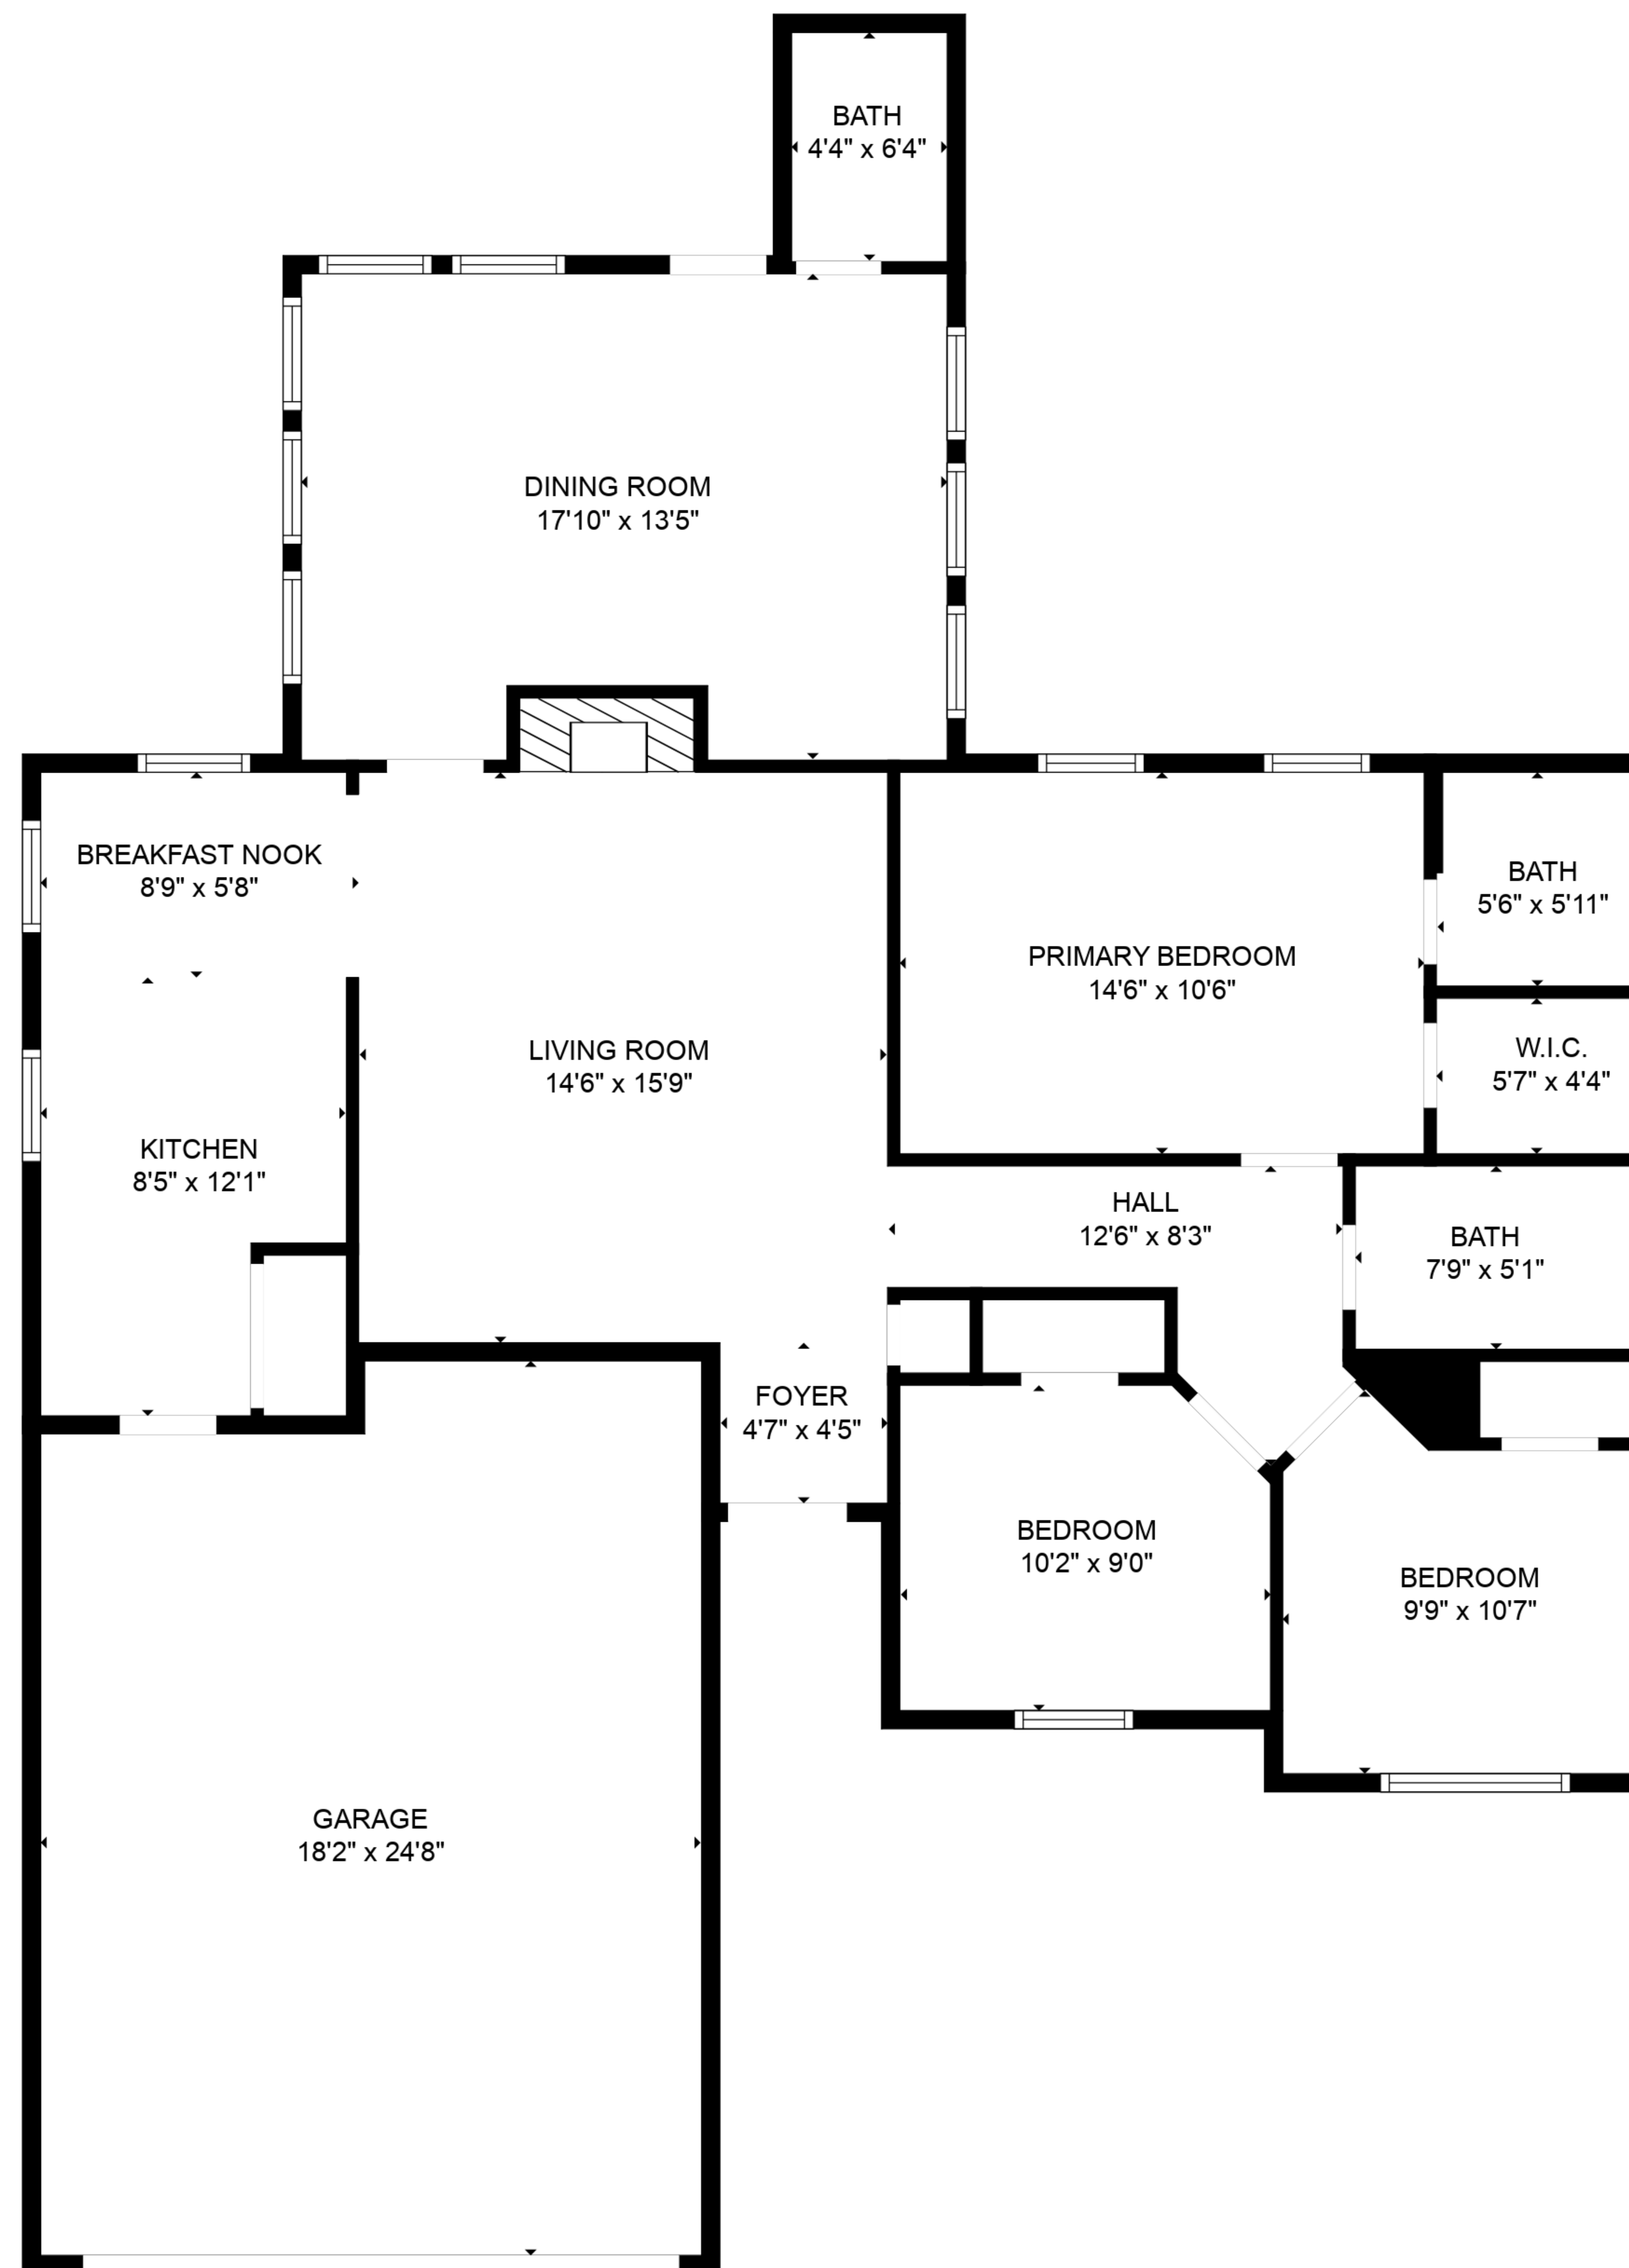 BATH
4'4" x 6'4"
DINING ROOM
17'10" x 13'5"
BREAKFAST NOOK
8'9" x 5'8"
BATH
5'6" x 5'11"
PRIMARY BEDROOM
14'6" x 10'6"
LIVING ROOM
14'6" x 15'9"
W.I.C.
5'7" x 4'4"
KITCHEN
8'5" x 12'1"
HALL
12'6" x 8'3"
BATH
7'9" x 5'1"
FOYER
4'7" x 4'5"
BEDROOM
10'2" x 9'0"
BEDROOM
9'9" x 10'7"
GARAGE
18'2" x 24'8"